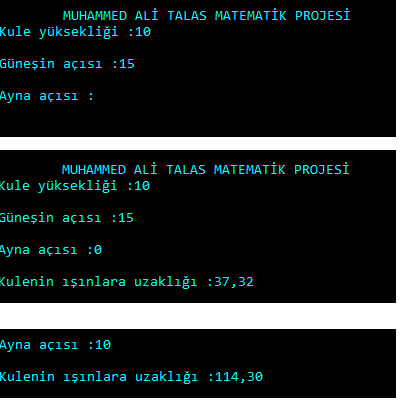 MUHAMMED ALİ TALAS MATEMATİK PROJESİ
Kule yüksekliği :10
Güneşin açısı :15
Ayna açısı :
MUHAMMED ALİ TALAS MATEMATİK PROJESİ
Kule yüksekliği :10
Güneşin açısı :15
Ayna açısı :0
Kulenin ışınlara uzaklığı :37,32
Ayna açısı :10
Kulenin ışınlara uzaklığı :114,30